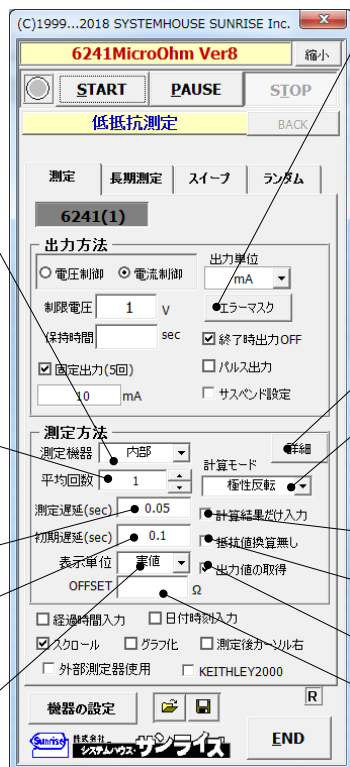 (C)1999...2018 SYSTEMHOUSE SUNRISE Inc. X
6241MicroOhm Ver8 縮小
START PAUSE STOP
低抵抗測定 BACK
測定 長期測定 スイープ ランダム
6241(1)
出力方法
出力単位
電圧制御 電流制御 mA
制限電圧 1 V エラーマスク
保持時間 sec 終了時出力OFF
固定出力(5回) パルス出力
10 mA サスペンド設定
測定方法
測定機器 内部 詳細
計算モード
平均回数 1 極性反転
測定遅延(sec) 0.05 計算結果だけ入力
初期遅延(sec) 0.1 抵抗値換算無し
表示単位 実値 出力値の取得
OFFSET Ω
経過時間入力 日付時刻入力
スクロール グラフ化 測定後カーソル右
外部測定器使用 KEITHLEY2000
機器の設定 R
Sunrise 株式会社 システムハウス サンライズ END